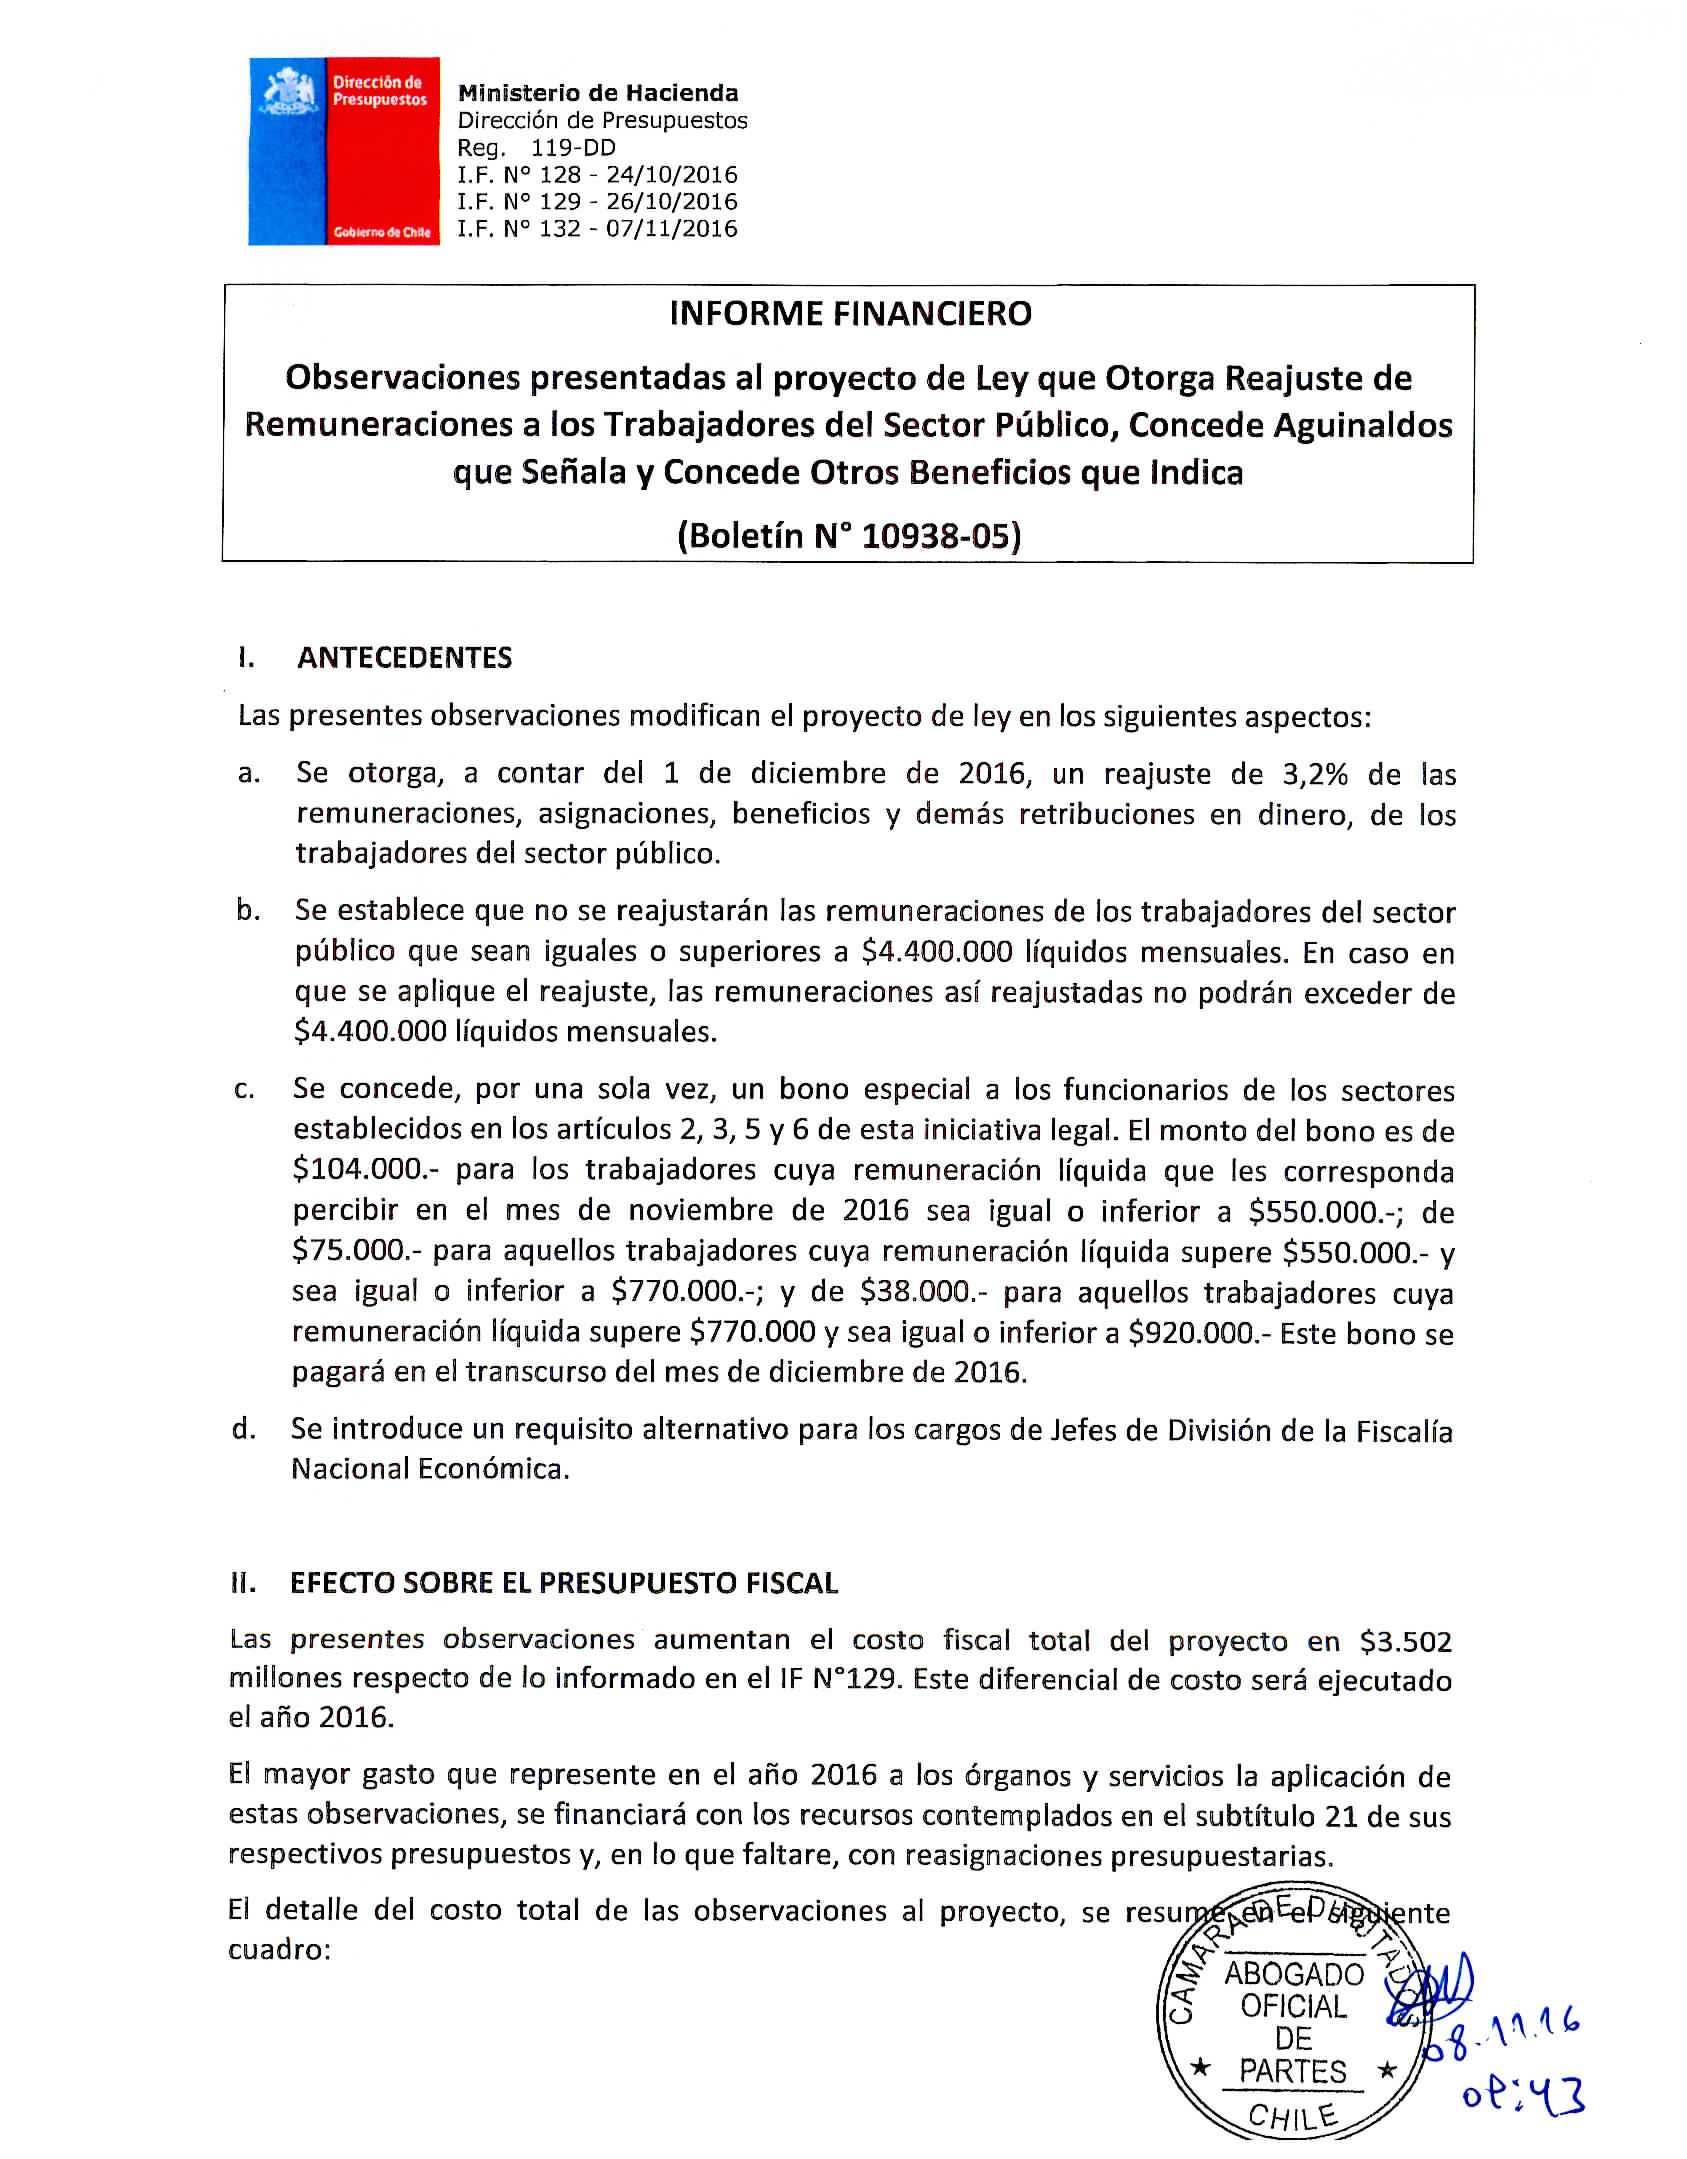 Dirección de
Presupuestos
Gobierno de Chile
Ministerio de Hacienda
Dirección de Presupuestos
Reg. 119-DD
I.F. N° 128 - 24/10/2016
I.F. N° 129 - 26/10/2016
I.F. N° 132 - 07/11/2016
INFORME FINANCIERO
Observaciones presentadas al proyecto de Ley que Otorga Reajuste de
Remuneraciones a los Trabajadores del Sector Público, Concede Aguinaldos
que Señala y Concede Otros Beneficios que Indica
(Boletín N° 10938-05)
I. ANTECEDENTES
Las presentes observaciones modifican el proyecto de ley en los siguientes aspectos:
a. Se otorga, a contar del 1 de diciembre de 2016, un reajuste de 3,2% de las
remuneraciones, asignaciones, beneficios y demás retribuciones en dinero, de los
trabajadores del sector público.
b. Se establece que no se reajustarán las remuneraciones de los trabajadores del sector
público que sean iguales o superiores a $4.400.000 líquidos mensuales. En caso en
que se aplique el reajuste, las remuneraciones así reajustadas no podrán exceder de
$4.400.000 líquidos mensuales.
c. Se concede, por una sola vez, un bono especial a los funcionarios de los sectores
establecidos en los artículos 2, 3, 5 y 6 de esta iniciativa legal. El monto del bono es de
$104.000.- para los trabajadores cuya remuneración líquida que les corresponda
percibir en el mes de noviembre de 2016 sea igual o inferior a $550.000.-; de
$75.000.- para aquellos trabajadores cuya remuneración líquida supere $550.000.- y
sea igual o inferior a $770.000.-; y de $38.000.- para aquellos trabajadores cuya
remuneración líquida supere $770.000 y sea igual o inferior a $920.000.- Este bono se
pagará en el transcurso del mes de diciembre de 2016.
d. Se introduce un requisito alternativo para los cargos de Jefes de División de la Fiscalía
Nacional Económica.
II. EFECTO SOBRE EL PRESUPUESTO FISCAL
Las presentes observaciones aumentan el costo fiscal total del proyecto en $3.502
millones respecto de lo informado en el IF N°129. Este diferencial de costo será ejecutado
el año 2016.
El mayor gasto que represente en el año 2016 a los órganos y servicios la aplicación de
estas observaciones, se financiará con los recursos contemplados en el subtítulo 21 de sus
respectivos presupuestos y, en lo que faltare, con reasignaciones presupuestarias.
El detalle del costo total de las observaciones al proyecto, se resume en el siguiente
cuadro:
CAMARA DE DIPUTADOS
ABOGADO
OFICIAL
DE
PARTES
CHILE
08.11.16